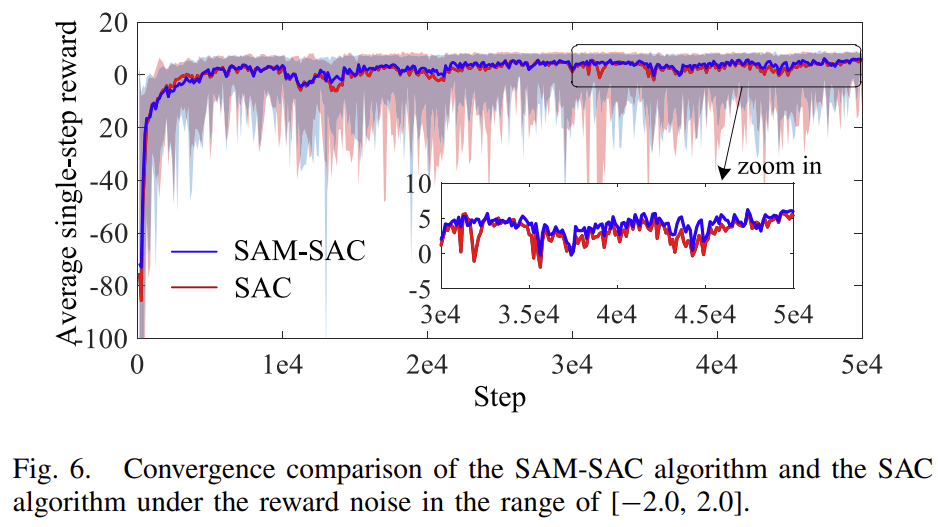 Average single-step reward
20
0
20
-40
-60
-80
-100
zoom in
10
5
0
-5
3e4 3.5e4 4e4 4.5e4 5e4
SAM-SAC
SAC
0 1e4 2e4 3e4 4e4 5e4
Step
Fig. 6. Convergence comparison of the SAM-SAC algorithm and the SAC
algorithm under the reward noise in the range of [−2.0, 2.0].